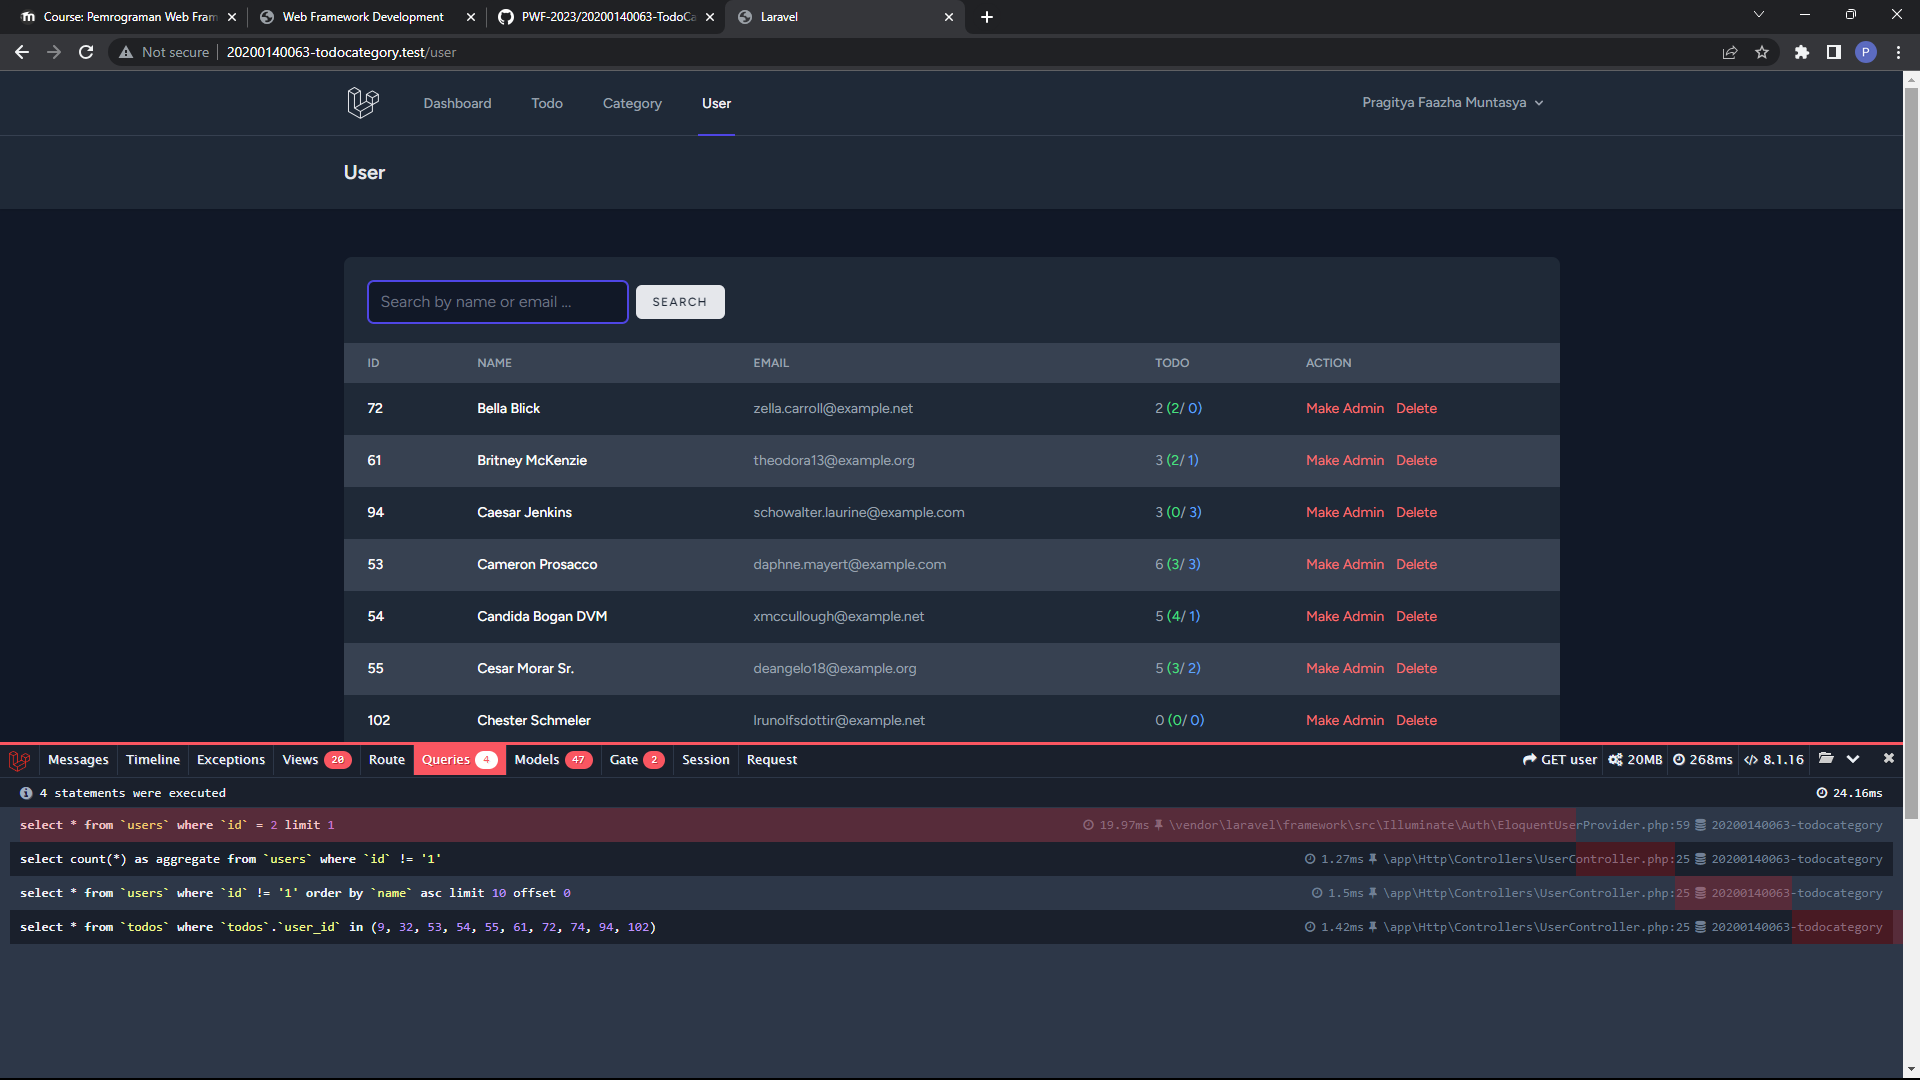 Course: Pemrograman Web Fram
Web Framework Development
PWF-2023/20200140063-TodoCa
Laravel
Not secure
20200140063-todocategory.test/user
P
Dashboard Todo Category User
Pragitya Faazha Muntasya
User
Search by name or email ...
SEARCH
ID NAME EMAIL TODO ACTION
72 Bella Blick zella.carroll@example.net 2 (2/ 0) Make Admin Delete
61 Britney McKenzie theodora13@example.org 3 (2/ 1) Make Admin Delete
94 Caesar Jenkins schowalter.laurine@example.com 3 (0/ 3) Make Admin Delete
53 Cameron Prosacco daphne.mayert@example.com 6 (3/ 3) Make Admin Delete
54 Candida Bogan DVM xmccullough@example.net 5 (4/ 1) Make Admin Delete
55 Cesar Morar Sr. deangelo18@example.org 5 (3/ 2) Make Admin Delete
102 Chester Schmeler lrunolfsdottir@example.net 0 (0/ 0) Make Admin Delete
Messages Timeline Exceptions Views 20 Route Queries 4 Models 47 Gate 2 Session Request GET user 20MB 268ms 8.1.16
4 statements were executed 24.16ms
select * from `users` where `id` = 2 limit 1 19.97ms \vendor\laravel\framework\src\Illuminate\Auth\EloquentUserProvider.php:59 20200140063-todocategory
select count(*) as aggregate from `users` where `id` != '1' 1.27ms \app\Http\Controllers\UserController.php:25 20200140063-todocategory
select * from `users` where `id` != '1' order by `name` asc limit 10 offset 0 1.5ms \app\Http\Controllers\UserController.php:25 20200140063-todocategory
select * from `todos` where `todos`.`user_id` in (9, 32, 53, 54, 55, 61, 72, 74, 94, 102) 1.42ms \app\Http\Controllers\UserController.php:25 20200140063-todocategory